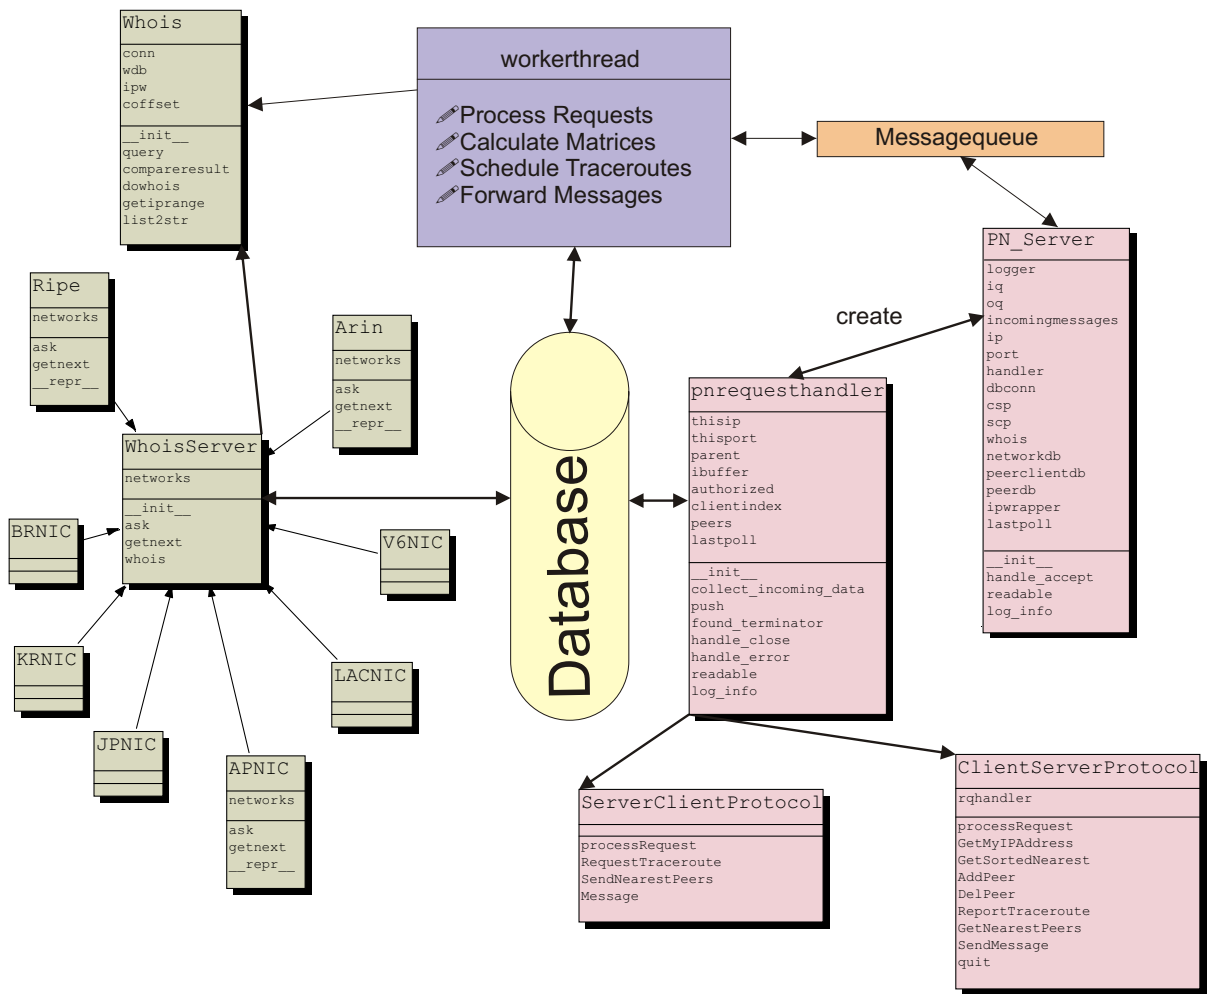 Whois
conn
wdb
ipw
coffset
__init__
query
compareresult
dowhois
getiprange
list2str
workerthread
Process Requests
Calculate Matrices
Schedule Traceroutes
Forward Messages
Messagequeue
PN_Server
logger
iq
oq
incomingmessages
ip
port
handler
dbconn
csp
scp
whois
networkdb
peerclientdb
peerdb
ipwrapper
lastpoll
__init__
handle_accept
readable
log_info
Ripe
networks
ask
getnext
__repr__
Arin
networks
ask
getnext
__repr__
create
WhoisServer
networks
__init__
ask
getnext
whois
BRNIC
V6NIC
KRNIC
LACNIC
JPNIC
APNIC
networks
ask
getnext
__repr__
Database
pnrequesthandler
thisip
thisport
parent
ibuffer
authorized
clientindex
peers
lastpoll
__init__
collect_incoming_data
push
found_terminator
handle_close
handle_error
readable
log_info
ServerClientProtocol
processRequest
RequestTraceroute
SendNearestPeers
Message
ClientServerProtocol
rqhandler
processRequest
GetMyIPAddress
GetSortedNearest
AddPeer
DelPeer
ReportTraceroute
GetNearestPeers
SendMessage
quit